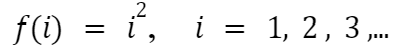 f(i) = i², i = 1, 2 , 3 ,...